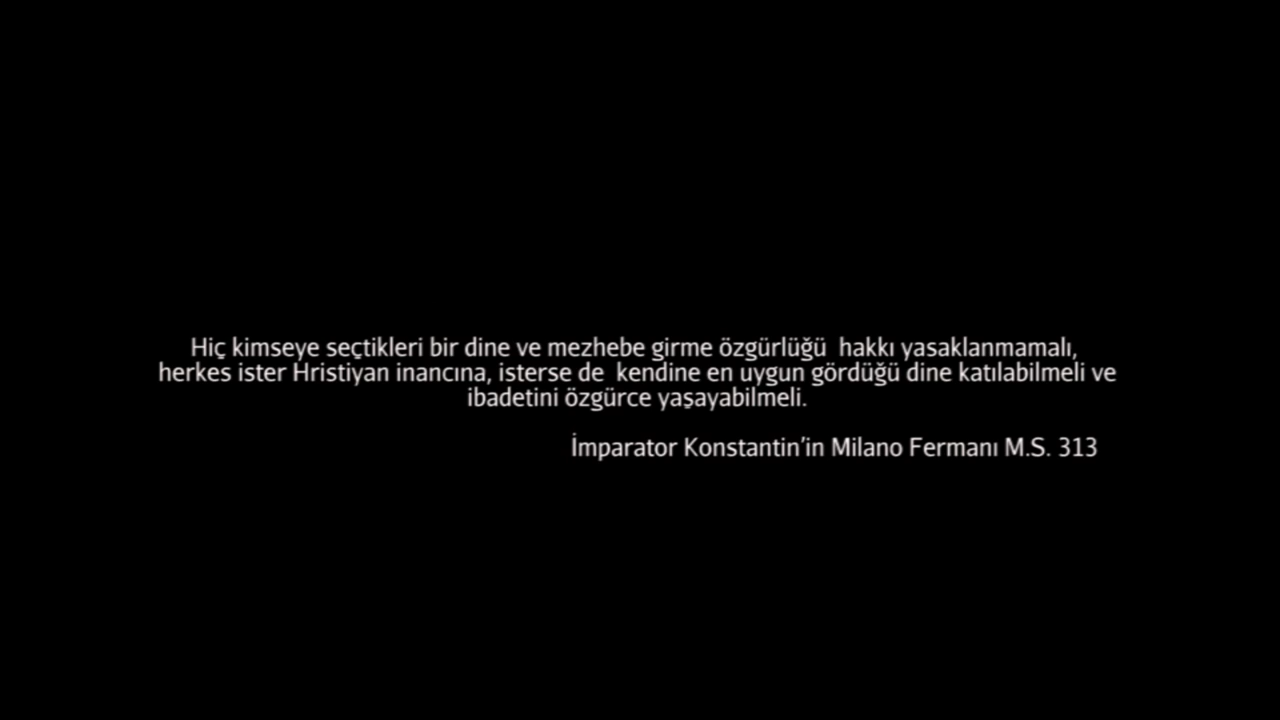 Hiç kimseye seçtikleri bir dine ve mezhebe girme özgürlüğü  hakkı yasaklanmamalı,
herkes ister Hristiyan inancına, isterse de  kendine en uygun gördüğü dine katılabilmeli ve
ibadetini özgürce yaşayabilmeli.
İmparator Konstantin’in Milano Fermanı M.S. 313